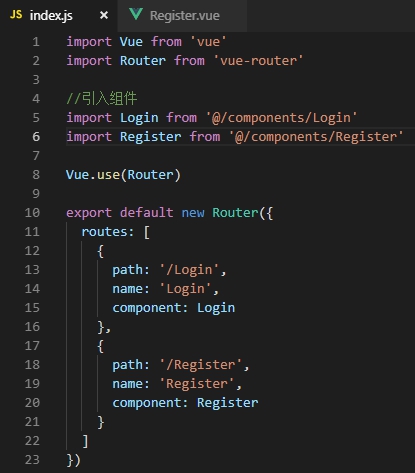 JS index.js × Register.vue
1 import Vue from 'vue'
2 import Router from 'vue-router'
3
4 //引入组件
5 import Login from '@/components/Login'
6 import Register from '@/components/Register'
7
8 Vue.use(Router)
9
10 export default new Router({
11 routes: [
12 {
13 path: '/Login',
14 name: 'Login',
15 component: Login
16 },
17 {
18 path: '/Register',
19 name: 'Register',
20 component: Register
21 }
22 ]
23 })